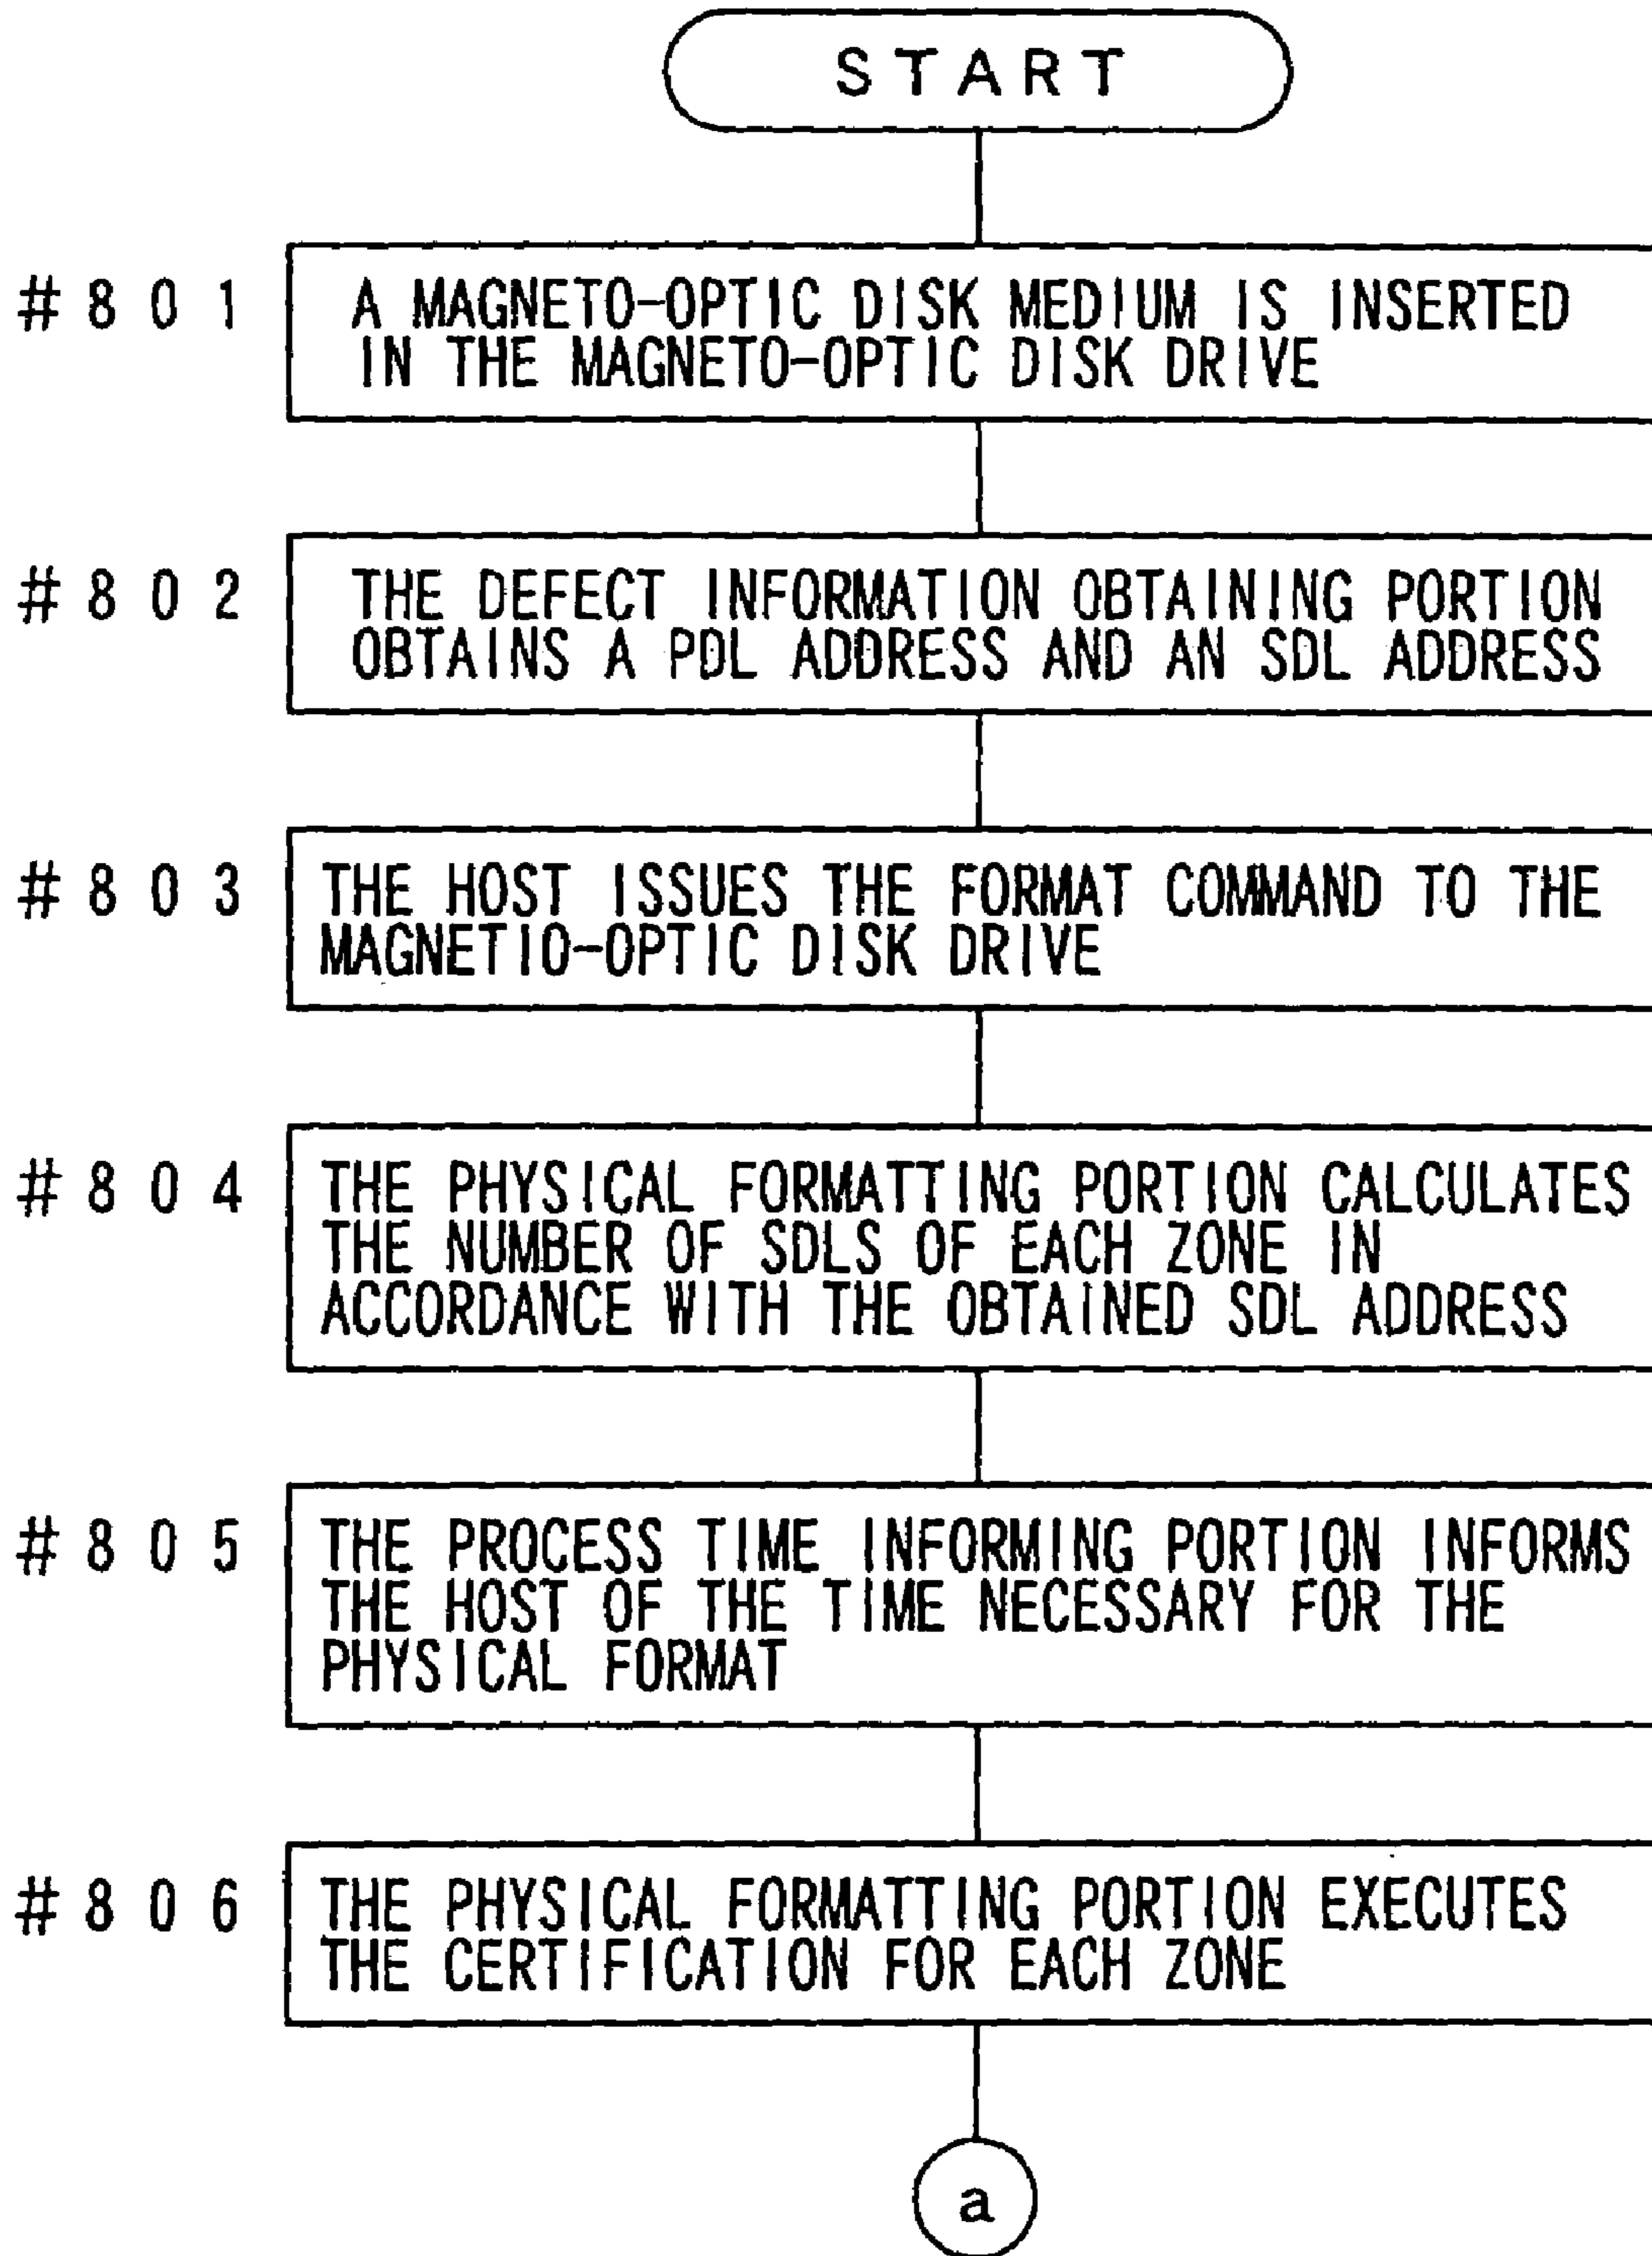 START
#801 A MAGNETO-OPTIC DISK MEDIUM IS INSERTED
IN THE MAGNETO-OPTIC DISK DRIVE
#802 THE DEFECT INFORMATION OBTAINING PORTION
OBTAINS A PDL ADDRESS AND AN SDL ADDRESS
#803 THE HOST ISSUES THE FORMAT COMMAND TO THE
MAGNETIO-OPTIC DISK DRIVE
#804 THE PHYSICAL FORMATTING PORTION CALCULATES
THE NUMBER OF SDLS OF EACH ZONE IN
ACCORDANCE WITH THE OBTAINED SDL ADDRESS
#805 THE PROCESS TIME INFORMING PORTION INFORMS
THE HOST OF THE TIME NECESSARY FOR THE
PHYSICAL FORMAT
#806 THE PHYSICAL FORMATTING PORTION EXECUTES
THE CERTIFICATION FOR EACH ZONE
a